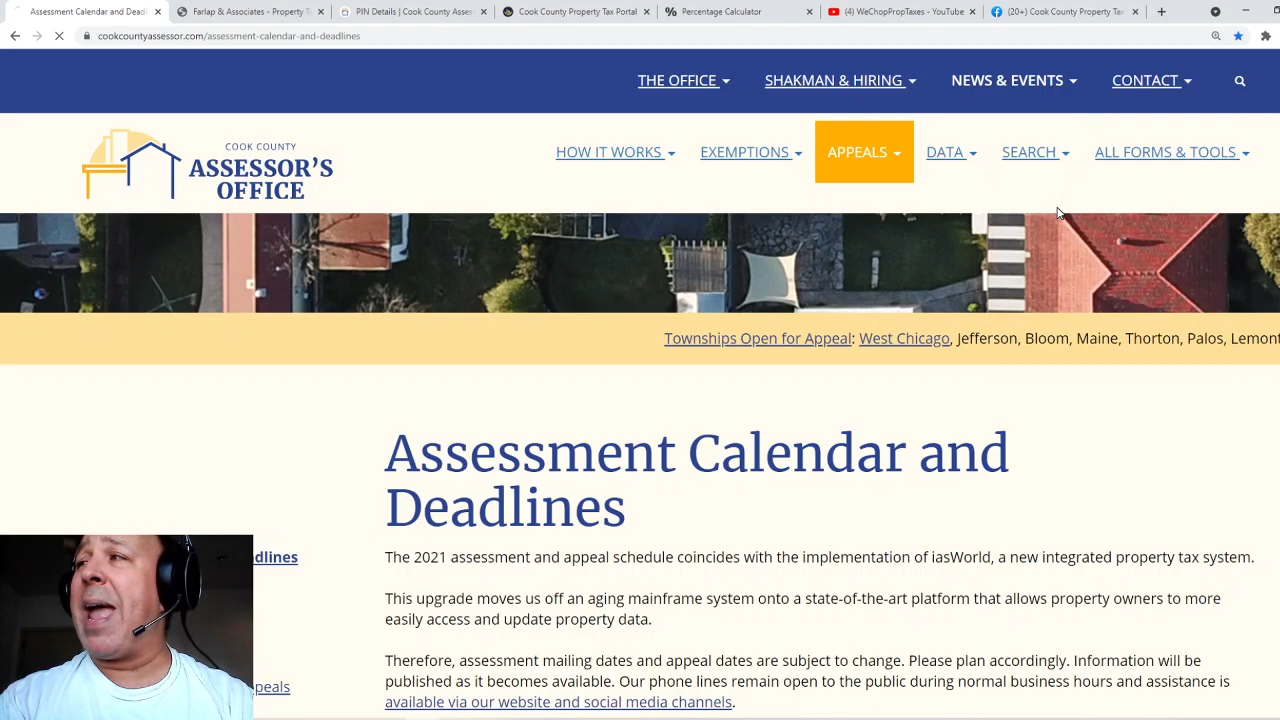 Assessment Calendar and Deadl
Farlap & Associates - Property T
PIN Details | Cook County Asses
Cook County Property Tax Portal
Percentage Calculator
(4) WeChopPropTaxes - YouTube
(20+) Cook County Property Ta
cookcountyassessor.com/assessment-calendar-and-deadlines
THE OFFICE
SHAKMAN & HIRING
NEWS & EVENTS
CONTACT
COOK COUNTY
ASSESSOR'S
OFFICE
HOW IT WORKS
EXEMPTIONS
APPEALS
DATA
SEARCH
ALL FORMS & TOOLS
Townships Open for Appeal: West Chicago, Jefferson, Bloom, Maine, Thorton, Palos, Lemont
Assessment Calendar and
Deadlines
The 2021 assessment and appeal schedule coincides with the implementation of iasWorld, a new integrated property tax system.
This upgrade moves us off an aging mainframe system onto a state-of-the-art platform that allows property owners to more
easily access and update property data.
Therefore, assessment mailing dates and appeal dates are subject to change. Please plan accordingly. Information will be
published as it becomes available. Our phone lines remain open to the public during normal business hours and assistance is
available via our website and social media channels.
dlines
peals